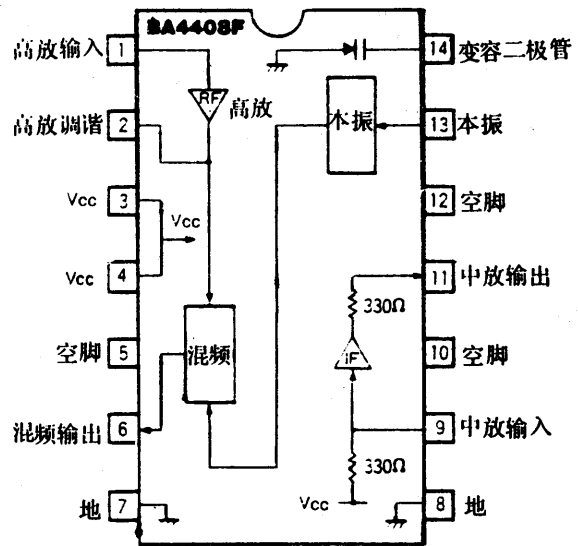 BA4408F
高放输入
1
14
变容二极管
RF
高放
高放调谐
2
本振
13
本振
Vcc
3
Vcc
12
空脚
Vcc
4
11
中放输出
330Ω
空脚
5
混频
IF
10
空脚
混频输出
6
9
中放输入
330Ω
Vcc
地
7
8
地